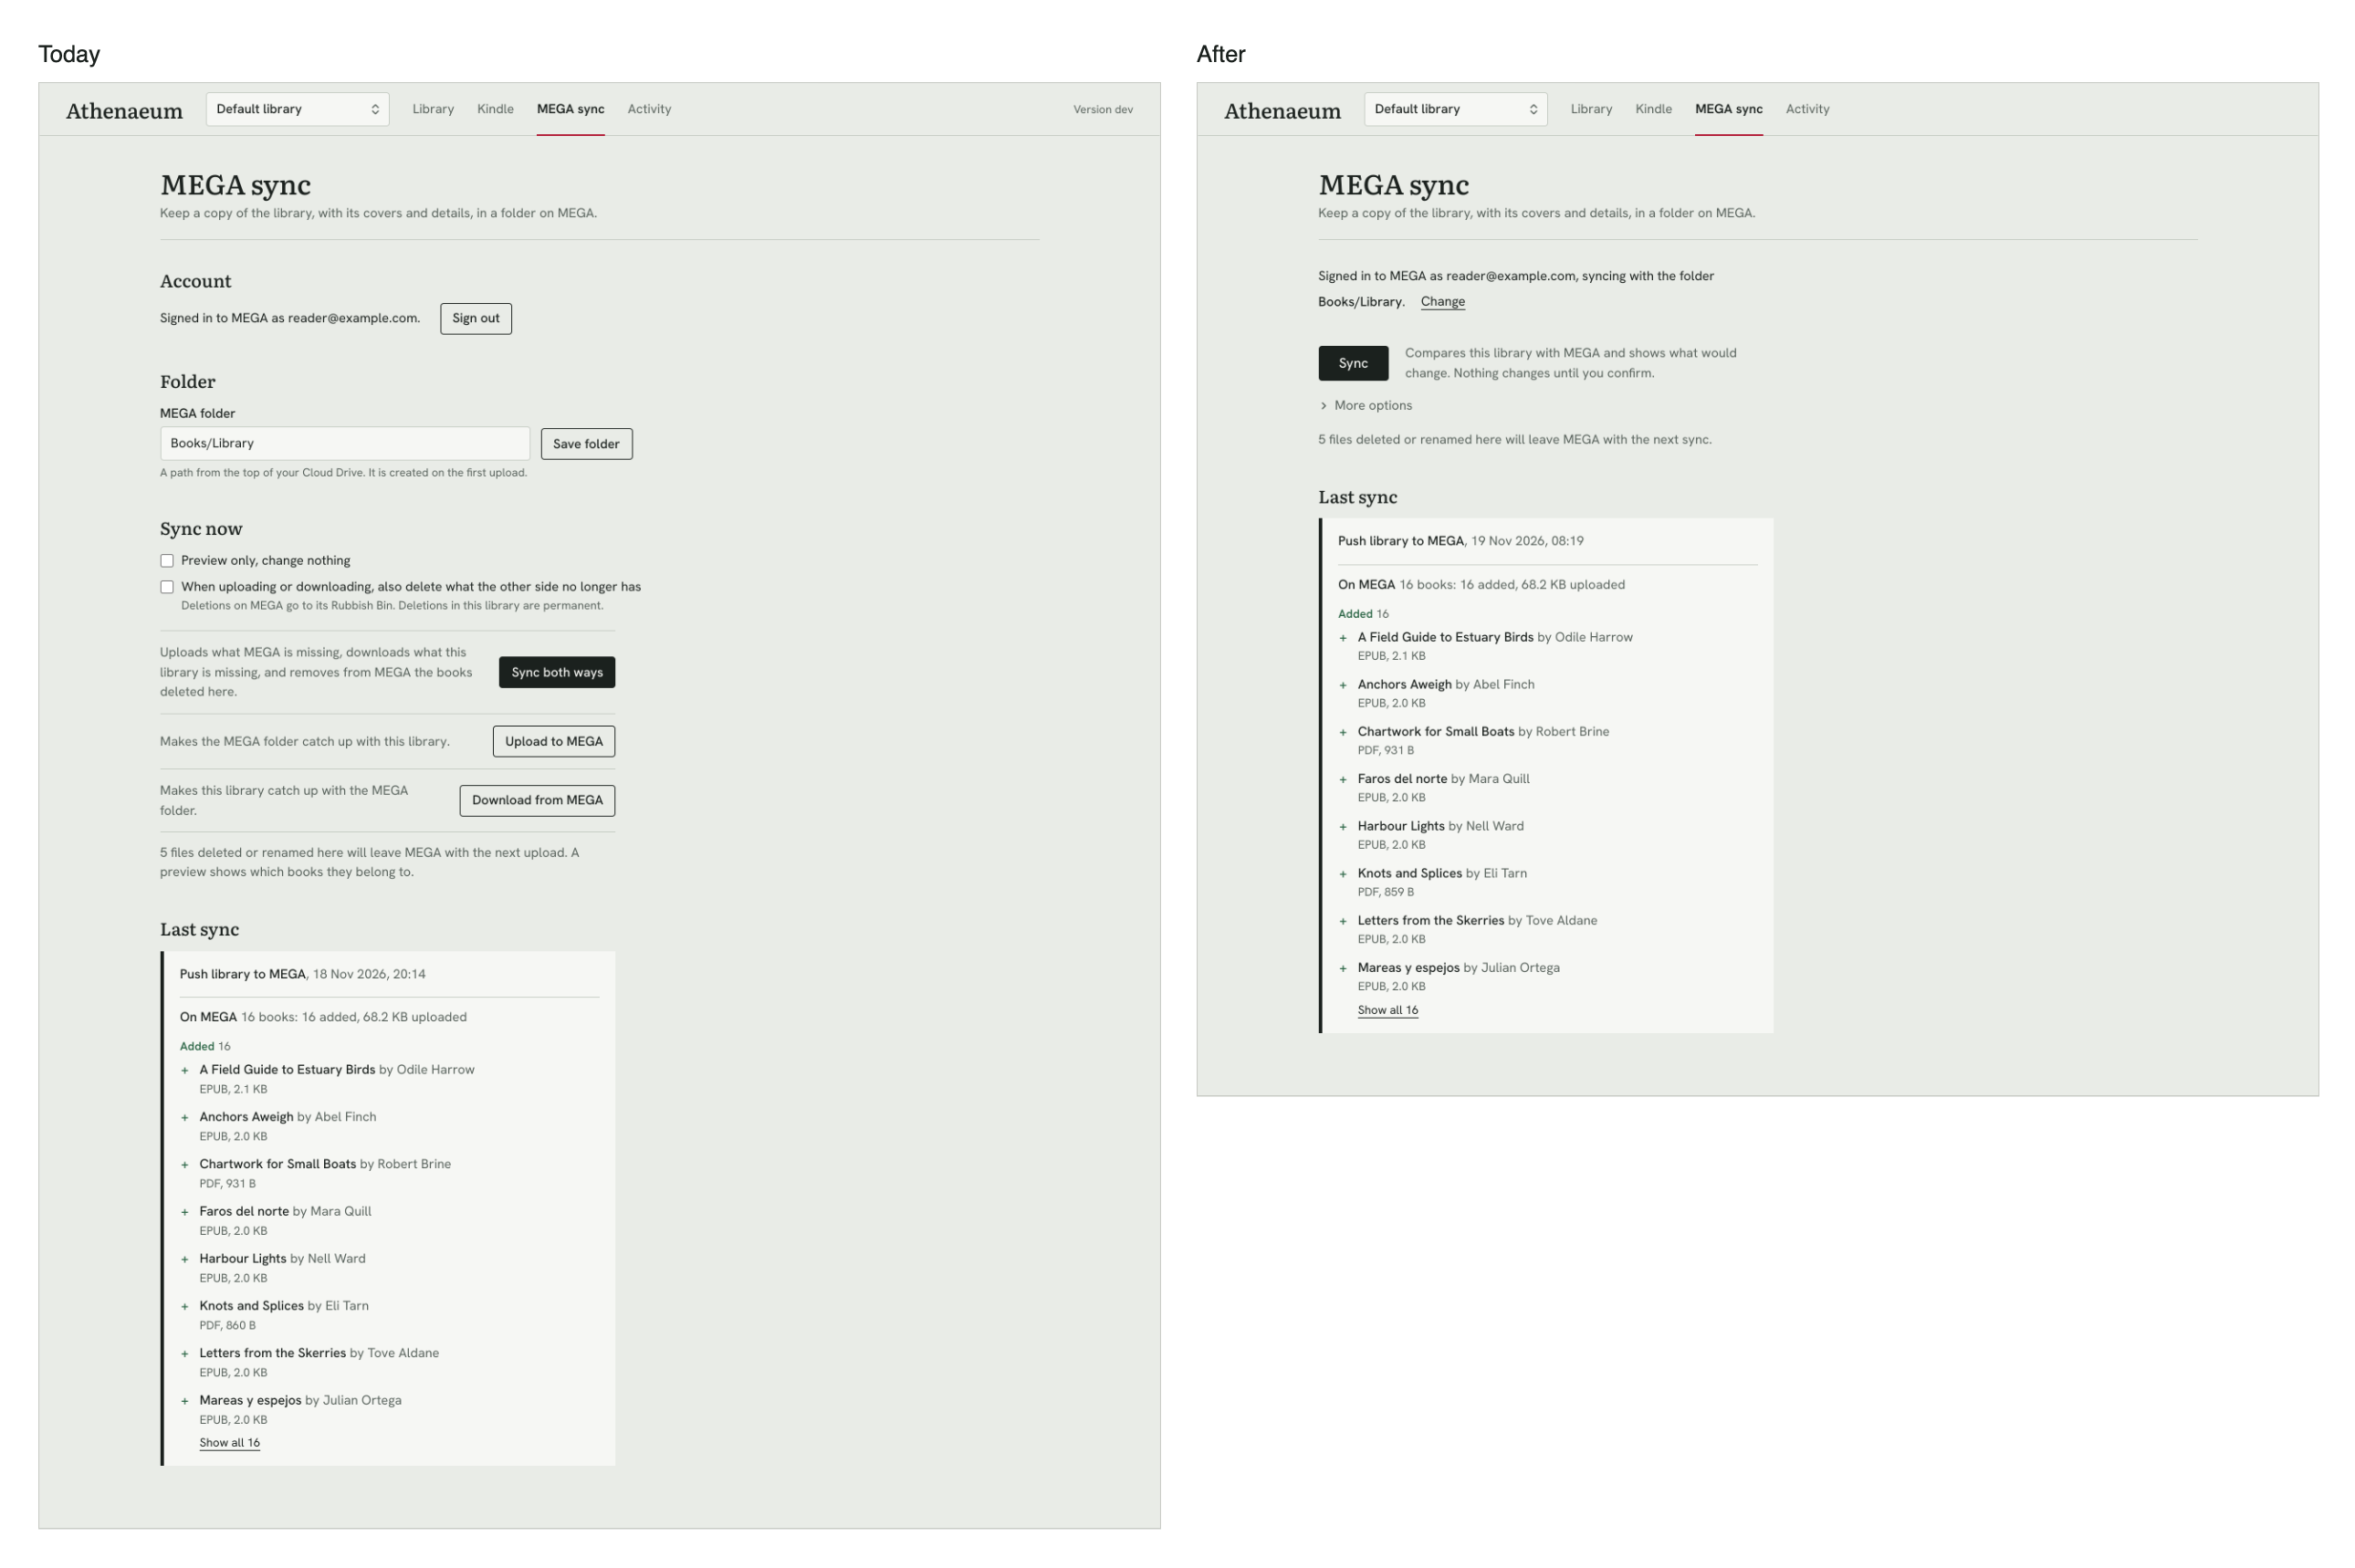 Today
Athenaeum
Default library
Library
Kindle
MEGA sync
Activity
Version dev
MEGA sync
Keep a copy of the library, with its covers and details, in a folder on MEGA.
Account
Signed in to MEGA as reader@example.com.
Sign out
Folder
MEGA folder
Books/Library
Save folder
A path from the top of your Cloud Drive. It is created on the first upload.
Sync now
Preview only, change nothing
When uploading or downloading, also delete what the other side no longer has
Deletions on MEGA go to its Rubbish Bin. Deletions in this library are permanent.
Uploads what MEGA is missing, downloads what this
library is missing, and removes from MEGA the books
deleted here.
Sync both ways
Makes the MEGA folder catch up with this library.
Upload to MEGA
Makes this library catch up with the MEGA
folder.
Download from MEGA
5 files deleted or renamed here will leave MEGA with the next upload. A
preview shows which books they belong to.
Last sync
Push library to MEGA, 18 Nov 2026, 20:14
On MEGA 16 books: 16 added, 68.2 KB uploaded
Added 16
+ A Field Guide to Estuary Birds by Odile Harrow
EPUB, 2.1 KB
+ Anchors Aweigh by Abel Finch
EPUB, 2.0 KB
+ Chartwork for Small Boats by Robert Brine
PDF, 931 B
+ Faros del norte by Mara Quill
EPUB, 2.0 KB
+ Harbour Lights by Nell Ward
EPUB, 2.0 KB
+ Knots and Splices by Eli Tarn
PDF, 860 B
+ Letters from the Skerries by Tove Aldane
EPUB, 2.0 KB
+ Mareas y espejos by Julian Ortega
EPUB, 2.0 KB
Show all 16
After
Athenaeum
Default library
Library
Kindle
MEGA sync
Activity
MEGA sync
Keep a copy of the library, with its covers and details, in a folder on MEGA.
Signed in to MEGA as reader@example.com, syncing with the folder
Books/Library. Change
Sync
Compares this library with MEGA and shows what would
change. Nothing changes until you confirm.
More options
5 files deleted or renamed here will leave MEGA with the next sync.
Last sync
Push library to MEGA, 19 Nov 2026, 08:19
On MEGA 16 books: 16 added, 68.2 KB uploaded
Added 16
+ A Field Guide to Estuary Birds by Odile Harrow
EPUB, 2.1 KB
+ Anchors Aweigh by Abel Finch
EPUB, 2.0 KB
+ Chartwork for Small Boats by Robert Brine
PDF, 931 B
+ Faros del norte by Mara Quill
EPUB, 2.0 KB
+ Harbour Lights by Nell Ward
EPUB, 2.0 KB
+ Knots and Splices by Eli Tarn
PDF, 859 B
+ Letters from the Skerries by Tove Aldane
EPUB, 2.0 KB
+ Mareas y espejos by Julian Ortega
EPUB, 2.0 KB
Show all 16